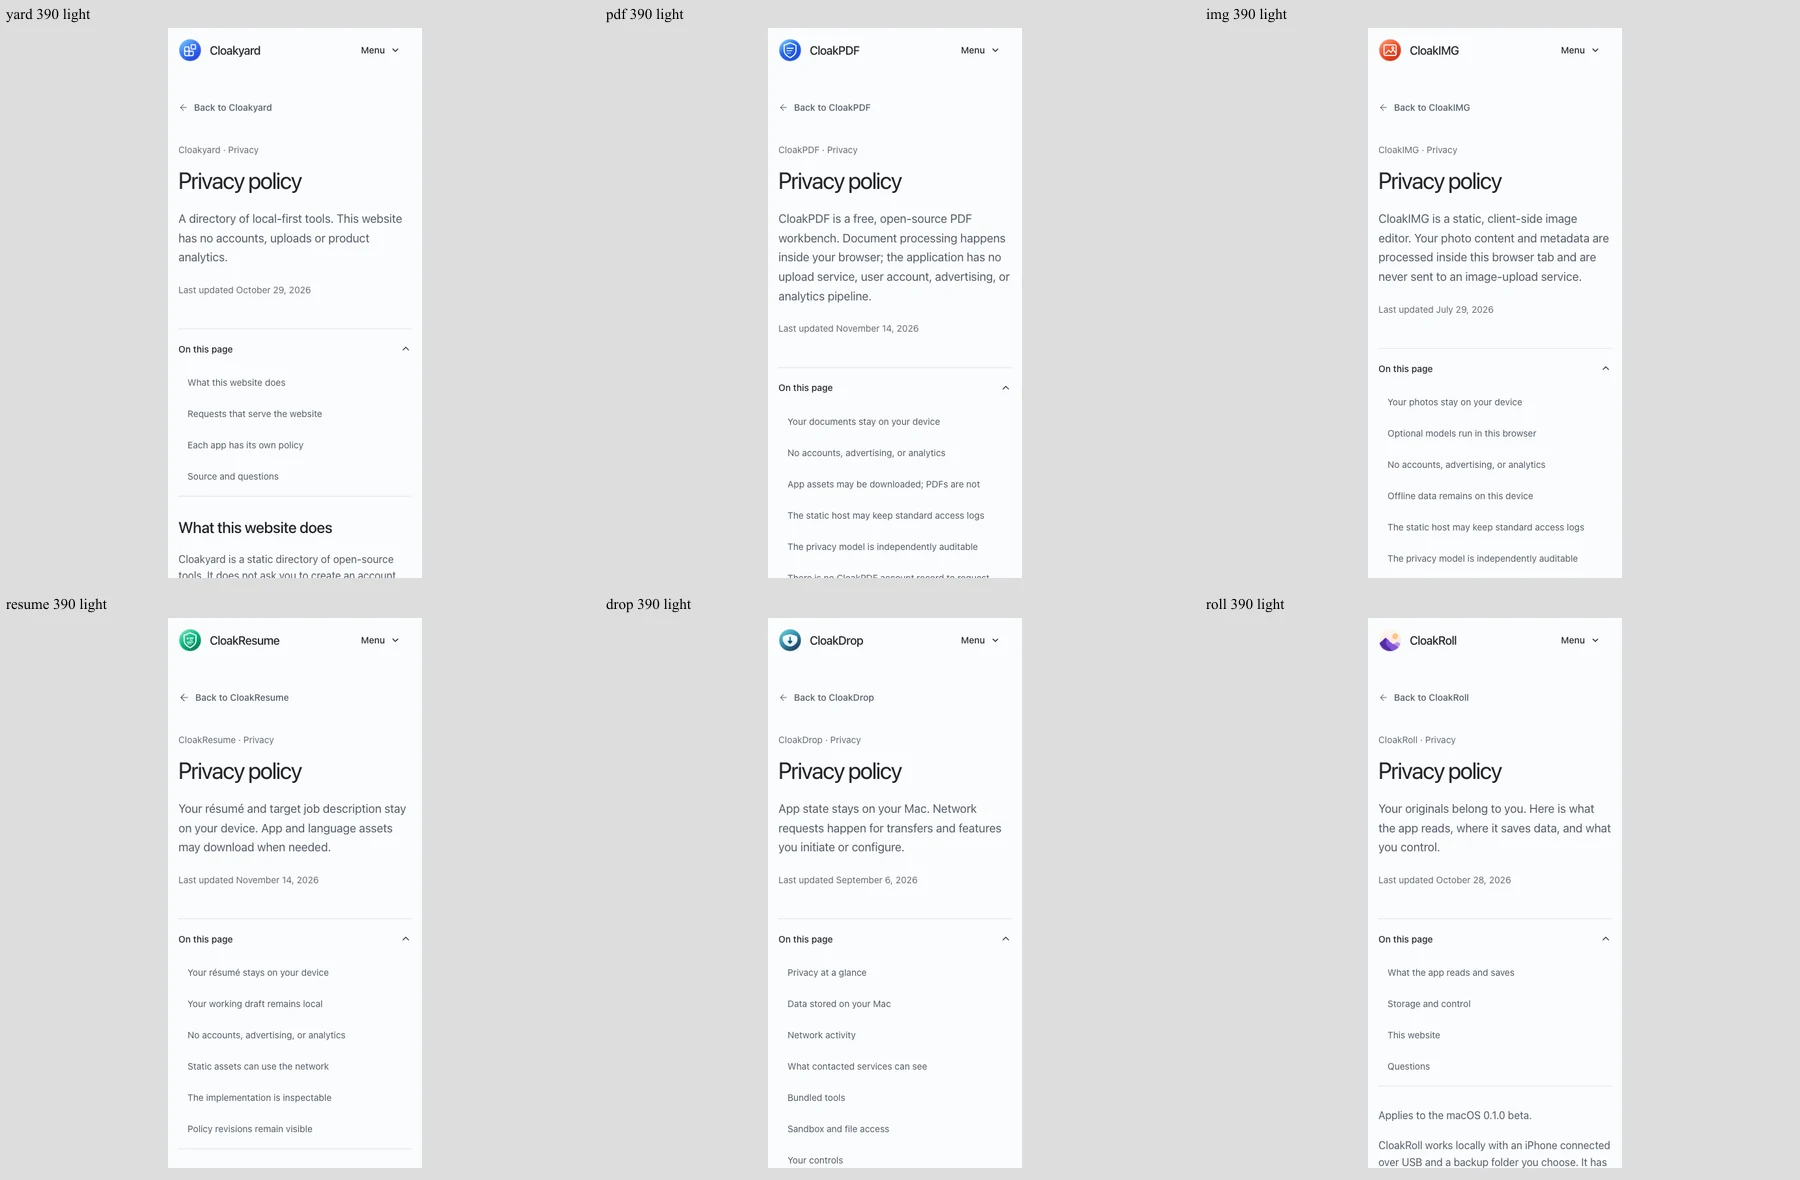 yard 390 light
Cloakyard
Menu
Back to Cloakyard
Cloakyard · Privacy
Privacy policy
A directory of local-first tools. This website
has no accounts, uploads or product
analytics.
Last updated October 29, 2026
On this page
What this website does
Requests that serve the website
Each app has its own policy
Source and questions
What this website does
Cloakyard is a static directory of open-source
tools. It does not ask you to create an account,
pdf 390 light
CloakPDF
Menu
Back to CloakPDF
CloakPDF · Privacy
Privacy policy
CloakPDF is a free, open-source PDF
workbench. Document processing happens
inside your browser; the application has no
upload service, user account, advertising, or
analytics pipeline.
Last updated November 14, 2026
On this page
Your documents stay on your device
No accounts, advertising, or analytics
App assets may be downloaded; PDFs are not
The static host may keep standard access logs
The privacy model is independently auditable
There is no CloakPDF account record to request
img 390 light
CloakIMG
Menu
Back to CloakIMG
CloakIMG · Privacy
Privacy policy
CloakIMG is a static, client-side image
editor. Your photo content and metadata are
processed inside this browser tab and are
never sent to an image-upload service.
Last updated July 29, 2026
On this page
Your photos stay on your device
Optional models run in this browser
No accounts, advertising, or analytics
Offline data remains on this device
The static host may keep standard access logs
The privacy model is independently auditable
resume 390 light
CloakResume
Menu
Back to CloakResume
CloakResume · Privacy
Privacy policy
Your résumé and target job description stay
on your device. App and language assets
may download when needed.
Last updated November 14, 2026
On this page
Your résumé stays on your device
Your working draft remains local
No accounts, advertising, or analytics
Static assets can use the network
The implementation is inspectable
Policy revisions remain visible
drop 390 light
CloakDrop
Menu
Back to CloakDrop
CloakDrop · Privacy
Privacy policy
App state stays on your Mac. Network
requests happen for transfers and features
you initiate or configure.
Last updated September 6, 2026
On this page
Privacy at a glance
Data stored on your Mac
Network activity
What contacted services can see
Bundled tools
Sandbox and file access
Your controls
roll 390 light
CloakRoll
Menu
Back to CloakRoll
CloakRoll · Privacy
Privacy policy
Your originals belong to you. Here is what
the app reads, where it saves data, and what
you control.
Last updated October 28, 2026
On this page
What the app reads and saves
Storage and control
This website
Questions
Applies to the macOS 0.1.0 beta.
CloakRoll works locally with an iPhone connected
over USB and a backup folder you choose. It has